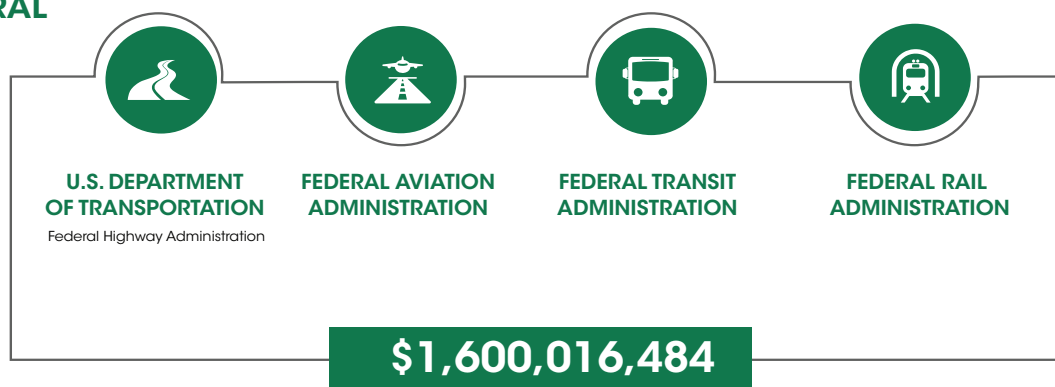 U.S. DEPARTMENT
OF TRANSPORTATION
Federal Highway Administration
FEDERAL AVIATION
ADMINISTRATION
FEDERAL TRANSIT
ADMINISTRATION
FEDERAL RAIL
ADMINISTRATION
$1,600,016,484